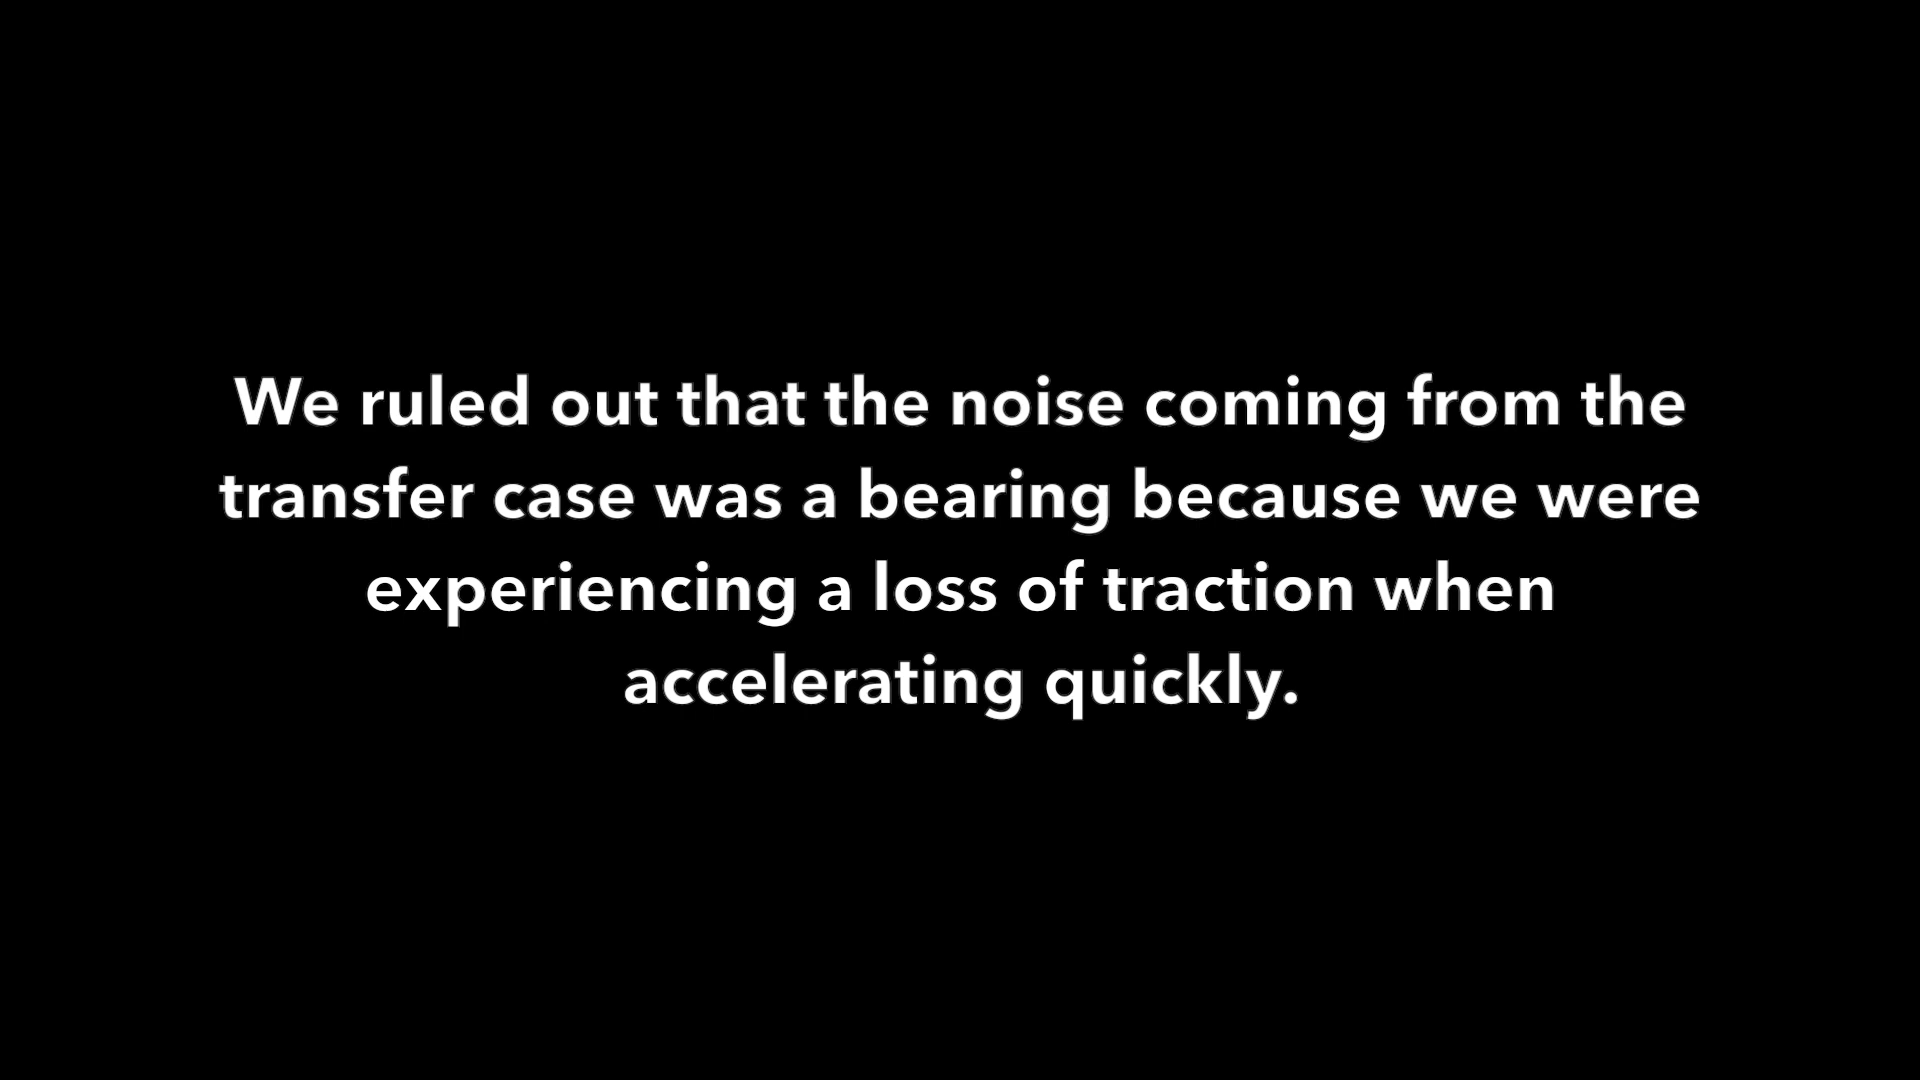 We ruled out that the noise coming from the
transfer case was a bearing because we were
experiencing a loss of traction when
accelerating quickly.